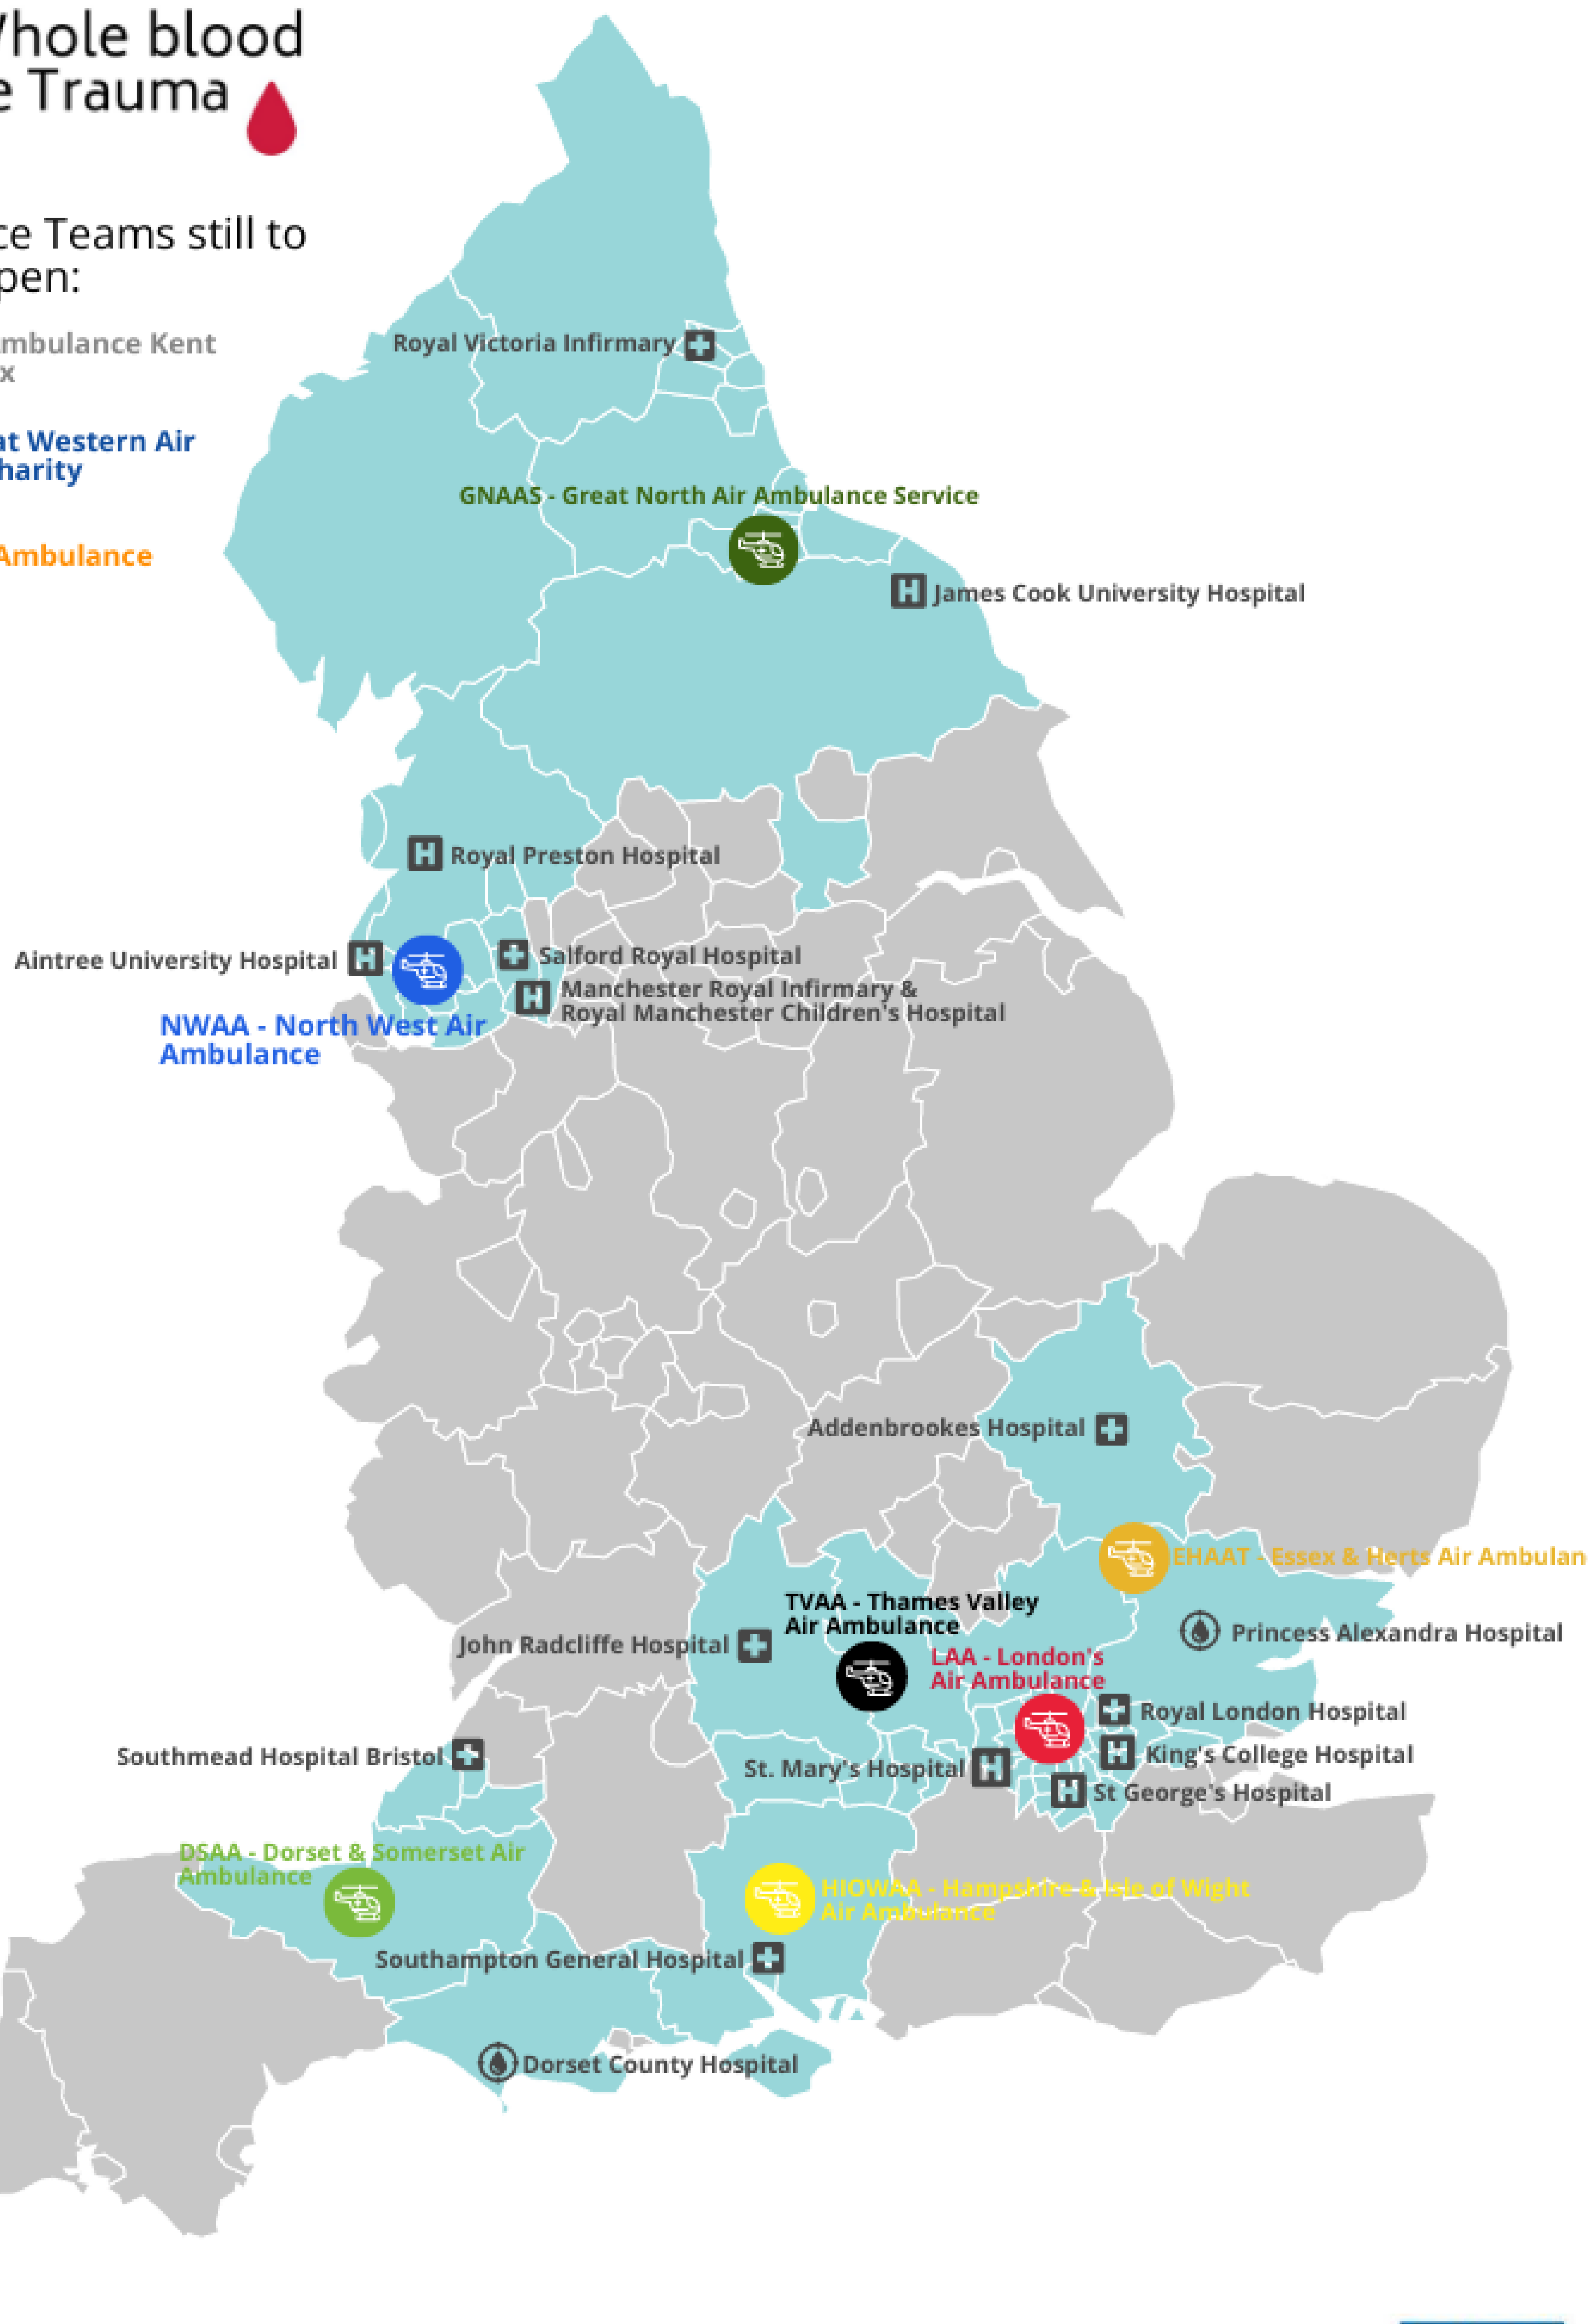 Whole blood
e Trauma
ce Teams still to
pen:
mbulance Kent
x
at Western Air
harity
Ambulance
Royal Victoria Infirmary
GNAAS - Great North Air Ambulance Service
H James Cook University Hospital
H Royal Preston Hospital
Aintree University Hospital H
Salford Royal Hospital
H Manchester Royal Infirmary &
Royal Manchester Children's Hospital
NWAA - North West Air
Ambulance
Addenbrookes Hospital
EHAAT - Essex & Herts Air Ambulan
TVAA - Thames Valley
Air Ambulance
Princess Alexandra Hospital
John Radcliffe Hospital
LAA - London's
Air Ambulance
Royal London Hospital
Southmead Hospital Bristol
H King's College Hospital
St. Mary's Hospital H
H St George's Hospital
DSAA - Dorset & Somerset Air
Ambulance
HIOWAA - Hampshire & Isle of Wight
Air Ambulance
Southampton General Hospital
Dorset County Hospital